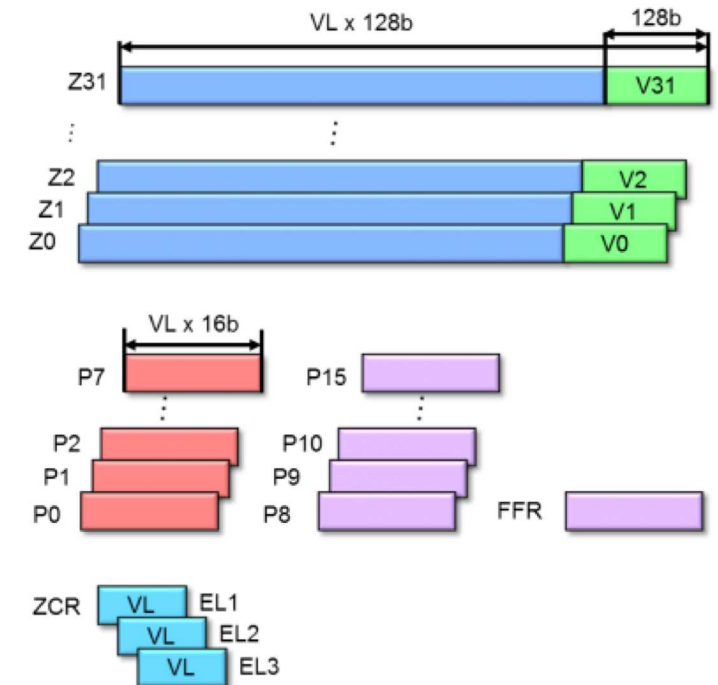 VL x 128b 128b
Z31 V31
⋮ ⋮
Z2 V2
Z1 V1
Z0 V0
VL x 16b
P7 P15
⋮ ⋮
P2 P10
P1 P9
P0 P8 FFR
ZCR VL EL1
VL EL2
VL EL3